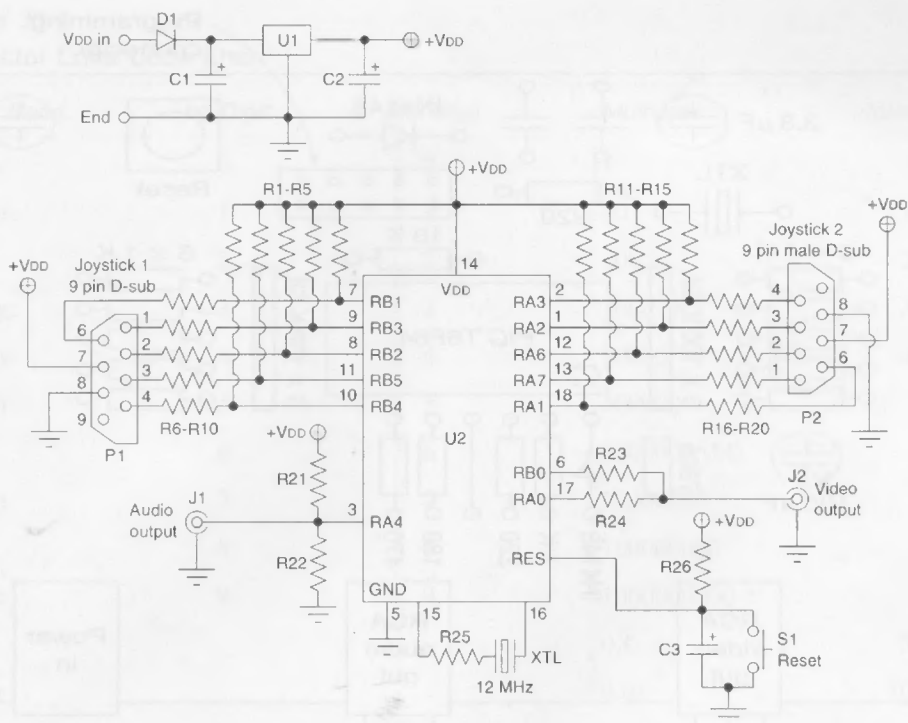 D1
VDD in
U1
+VDD
C1
+
C2
+
End
+VDD
R1-R5
R11-R15
+VDD
Joystick 1
9 pin D-sub
+VDD
Joystick 2
9 pin male D-sub
14
VDD
7
RB1
9
RB3
8
RB2
11
RB5
10
RB4
2
RA3
1
RA2
12
RA6
13
RA7
18
RA1
6
7
8
9
1
2
3
4
P1
R6-R10
4
3
2
1
8
7
6
P2
R16-R20
U2
+VDD
R21
J1
Audio
output
3
RA4
R22
RB0
6
R23
RA0
17
R24
J2
Video
output
+VDD
RES
R26
GND
5
15
16
R25
XTL
12 MHz
C3
+
S1
Reset